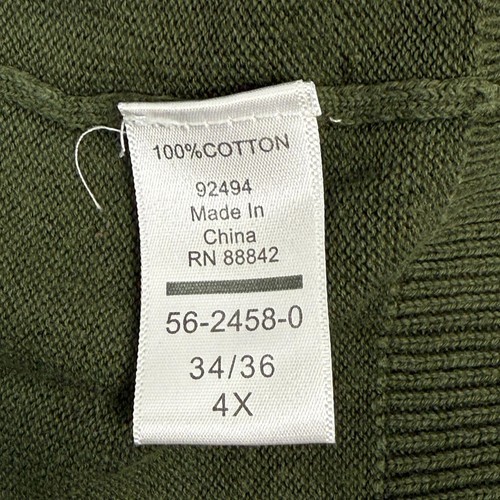 100%COTTON
92494
Made In
China
RN 88842
56-2458-0
34/36
4X